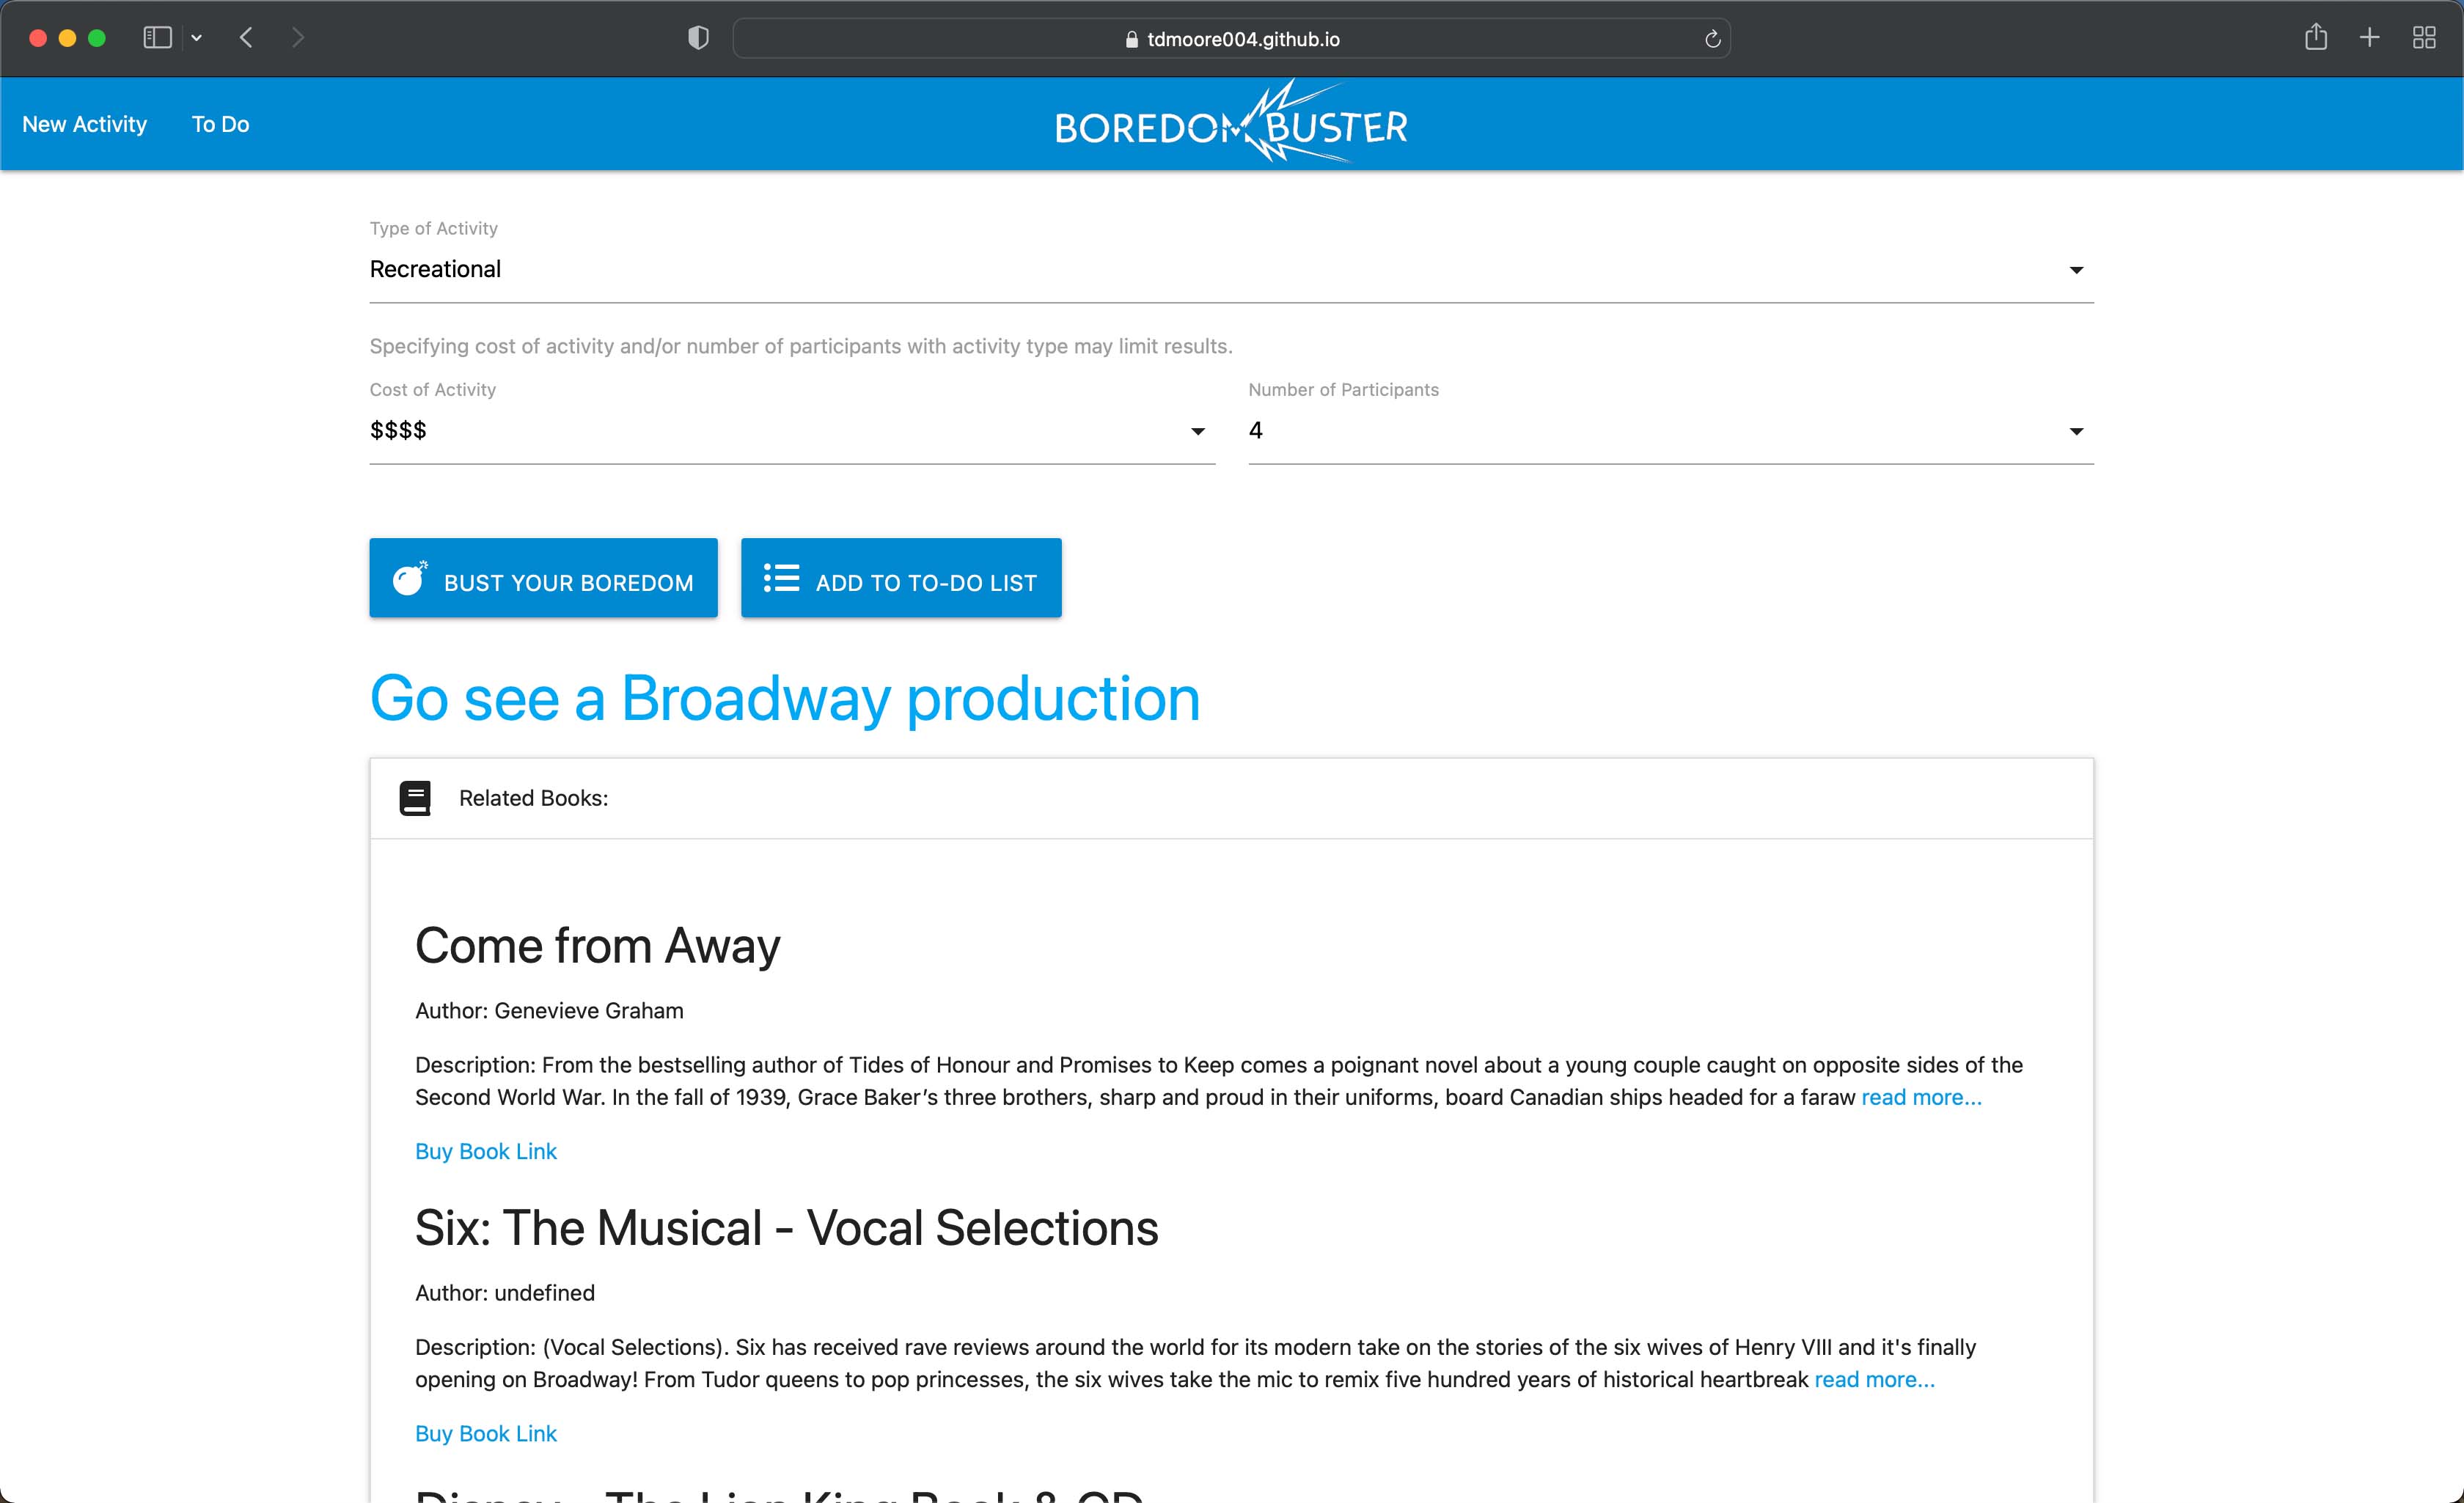 tdmoore004.github.io
New Activity To Do BOREDOM BUSTER
Type of Activity
Recreational
Specifying cost of activity and/or number of participants with activity type may limit results.
Cost of Activity Number of Participants
$$$$ 4
BUST YOUR BOREDOM ADD TO TO-DO LIST
Go see a Broadway production
Related Books:
Come from Away
Author: Genevieve Graham
Description: From the bestselling author of Tides of Honour and Promises to Keep comes a poignant novel about a young couple caught on opposite sides of the
Second World War. In the fall of 1939, Grace Baker’s three brothers, sharp and proud in their uniforms, board Canadian ships headed for a faraw read more...
Buy Book Link
Six: The Musical - Vocal Selections
Author: undefined
Description: (Vocal Selections). Six has received rave reviews around the world for its modern take on the stories of the six wives of Henry VIII and it's finally
opening on Broadway! From Tudor queens to pop princesses, the six wives take the mic to remix five hundred years of historical heartbreak read more...
Buy Book Link
Disney - The Lion King Book & CD